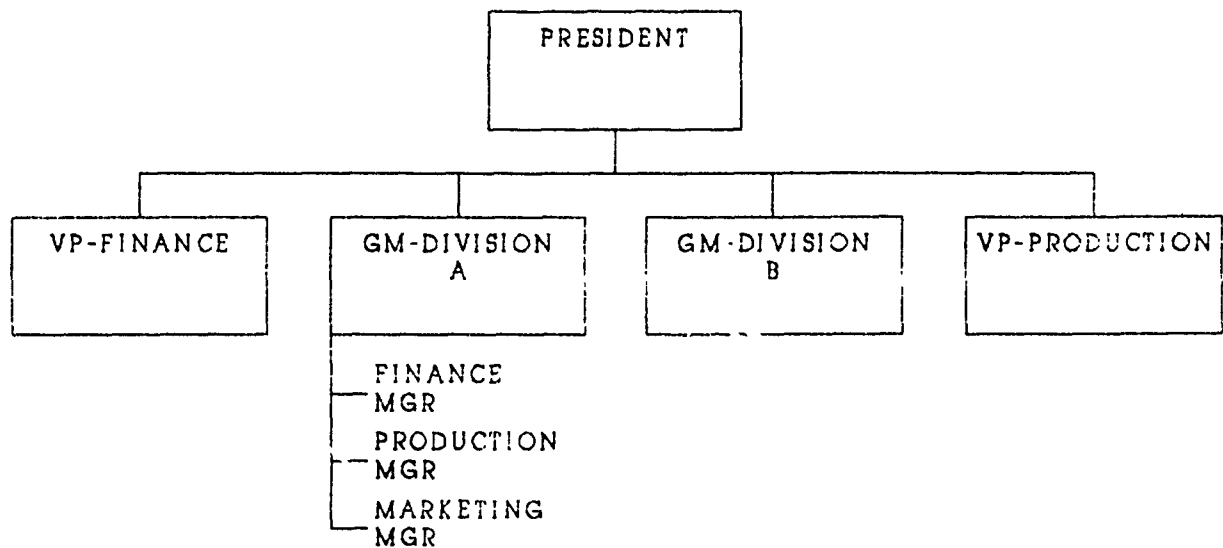 PRESIDENT
VP-FINANCE
GM-DIVISION
A
GM-DIVISION
B
VP-PRODUCTION
FINANCE
MGR
PRODUCTION
MGR
MARKETING
MGR